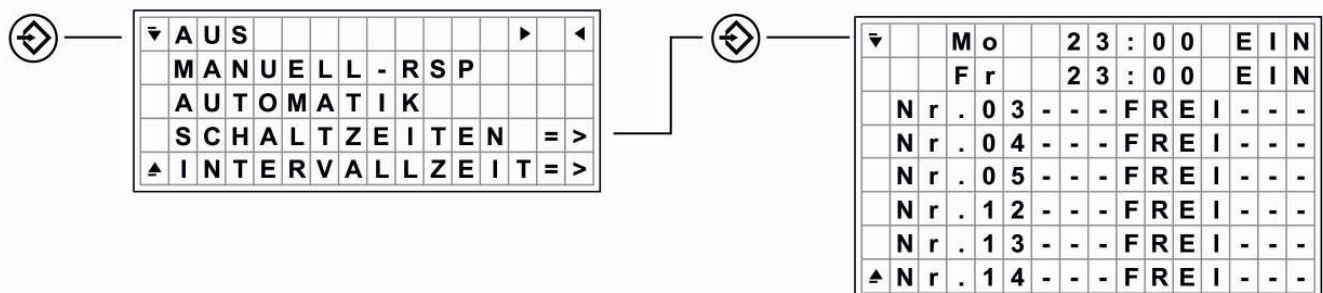 AUS
MANUELL-RSP
AUTOMATIK
SCHALTZEITEN =>
INTERVALLZEIT=>
Mo 23:00 EIN
Fr 23:00 EIN
Nr.03---FREI---
Nr.04---FREI---
Nr.05---FREI---
Nr.12---FREI---
Nr.13---FREI---
Nr.14---FREI---